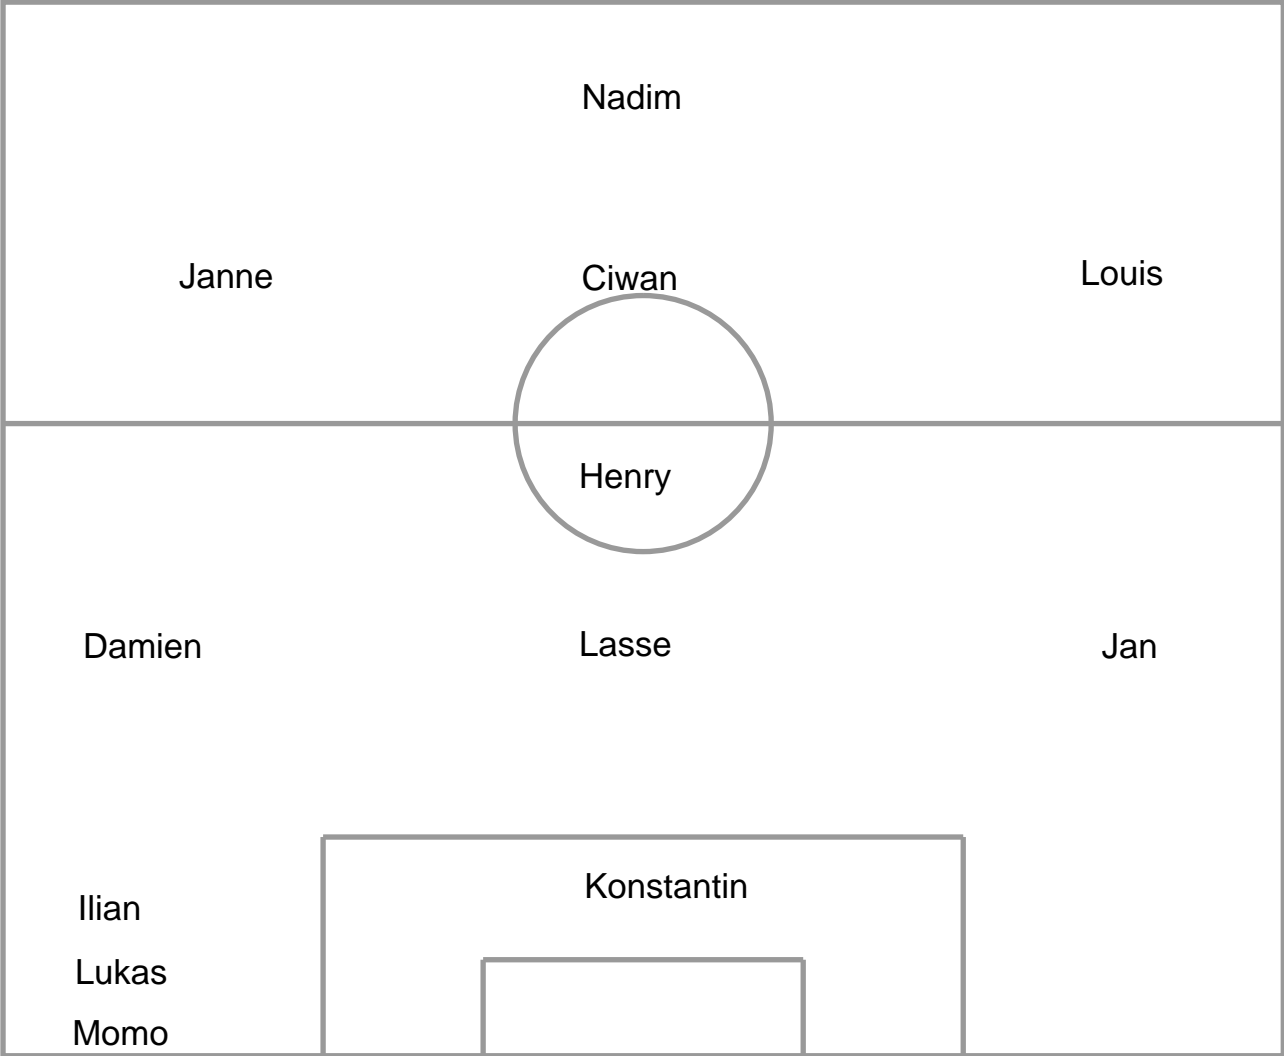 Nadim
Janne Ciwan Louis
Henry
Damien Lasse Jan
Konstantin
Ilian
Lukas
Momo